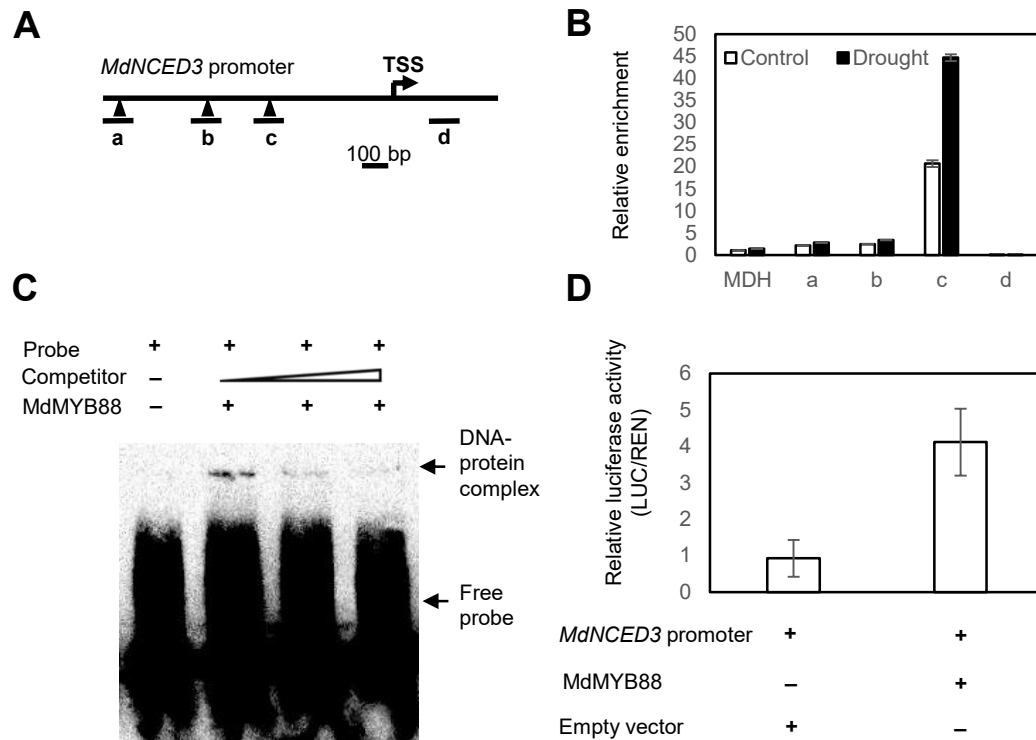 A
MdNCED3 promoter
TSS
a
b
c
d
100 bp
B
Relative enrichment
50
45
40
35
30
25
20
15
10
5
0
Control
Drought
MDH
a
b
c
d
C
Probe + + + +
Competitor –
MdMYB88 – + + +
DNA-
protein
complex
Free
probe
D
Relative luciferase activity
(LUC/REN)
6
5
4
3
2
1
0
MdNCED3 promoter + +
MdMYB88 – +
Empty vector + –